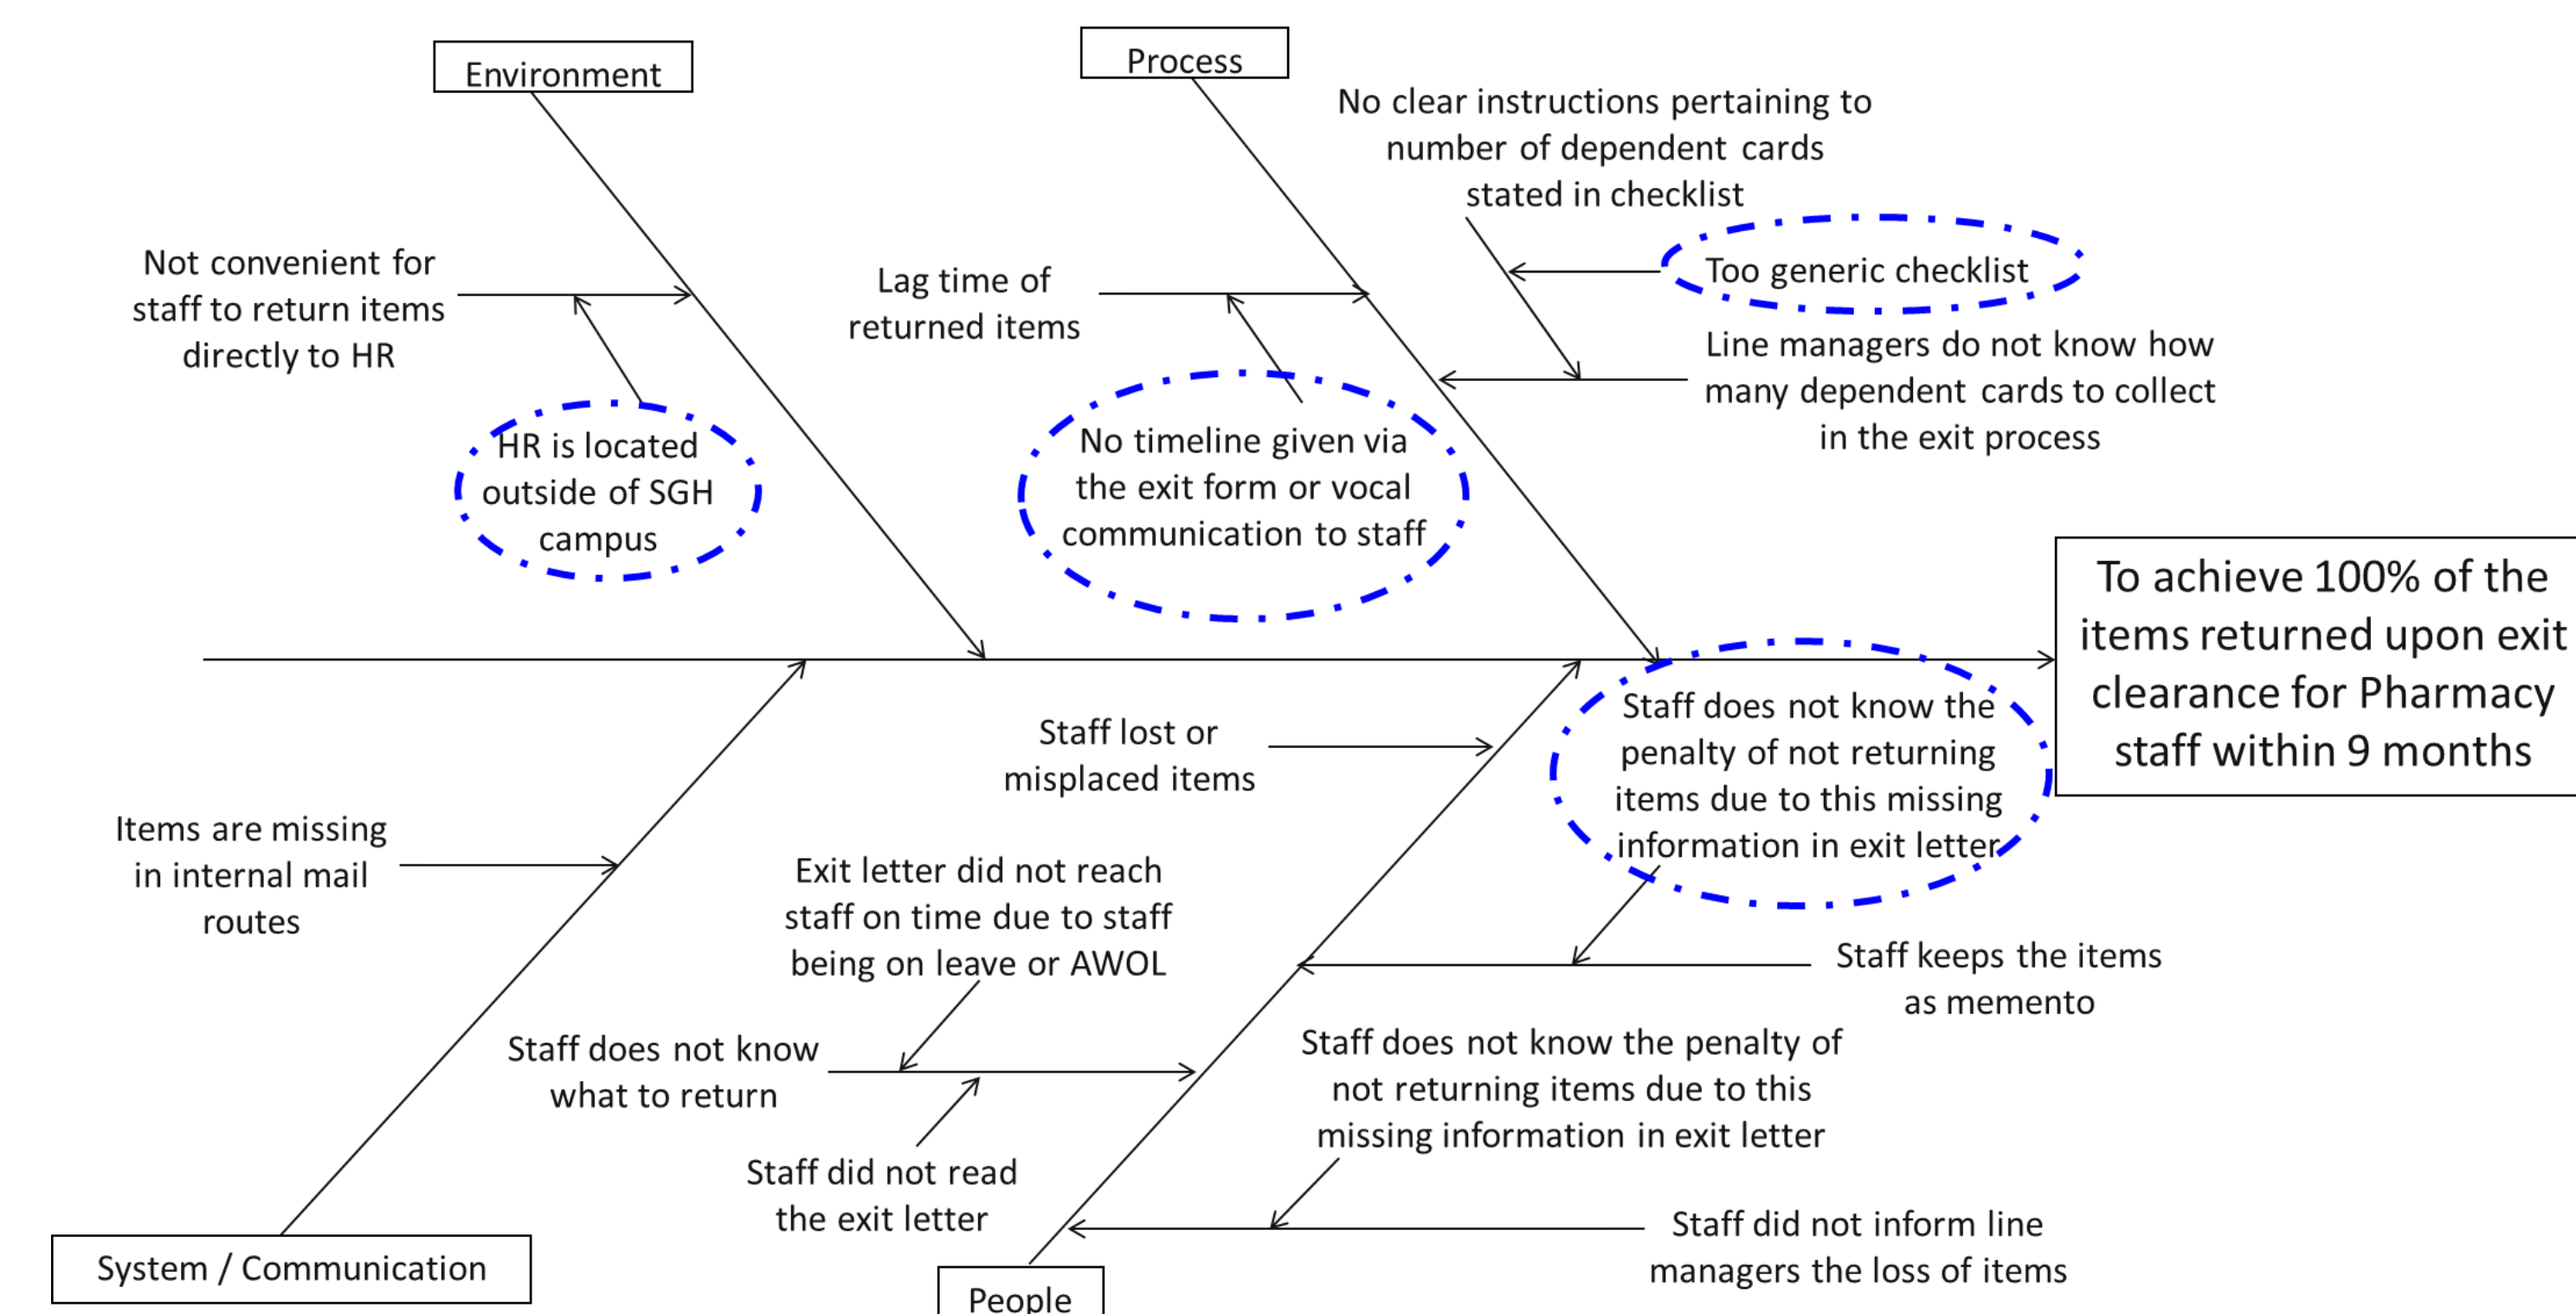 Environment
Process
No clear instructions pertaining to
number of dependent cards
stated in checklist
Not convenient for
staff to return items
directly to HR
Lag time of
returned items
Too generic checklist
Line managers do not know how
many dependent cards to collect
in the exit process
HR is located
outside of SGH
campus
No timeline given via
the exit form or vocal
communication to staff
To achieve 100% of the
items returned upon exit
clearance for Pharmacy
staff within 9 months
Staff does not know the
penalty of not returning
items due to this missing
information in exit letter
Staff lost or
misplaced items
Items are missing
in internal mail
routes
Exit letter did not reach
staff on time due to staff
being on leave or AWOL
Staff keeps the items
as memento
Staff does not know
what to return
Staff does not know the penalty of
not returning items due to this
missing information in exit letter
Staff did not read
the exit letter
Staff did not inform line
managers the loss of items
System / Communication
People